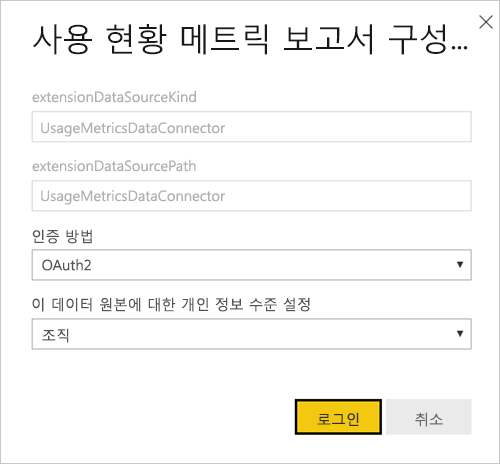 사용 현황 메트릭 보고서 구성...
extensionDataSourceKind
UsageMetricsDataConnector
extensionDataSourcePath
UsageMetricsDataConnector
인증 방법
OAuth2
이 데이터 원본에 대한 개인 정보 수준 설정
조직
로그인 취소